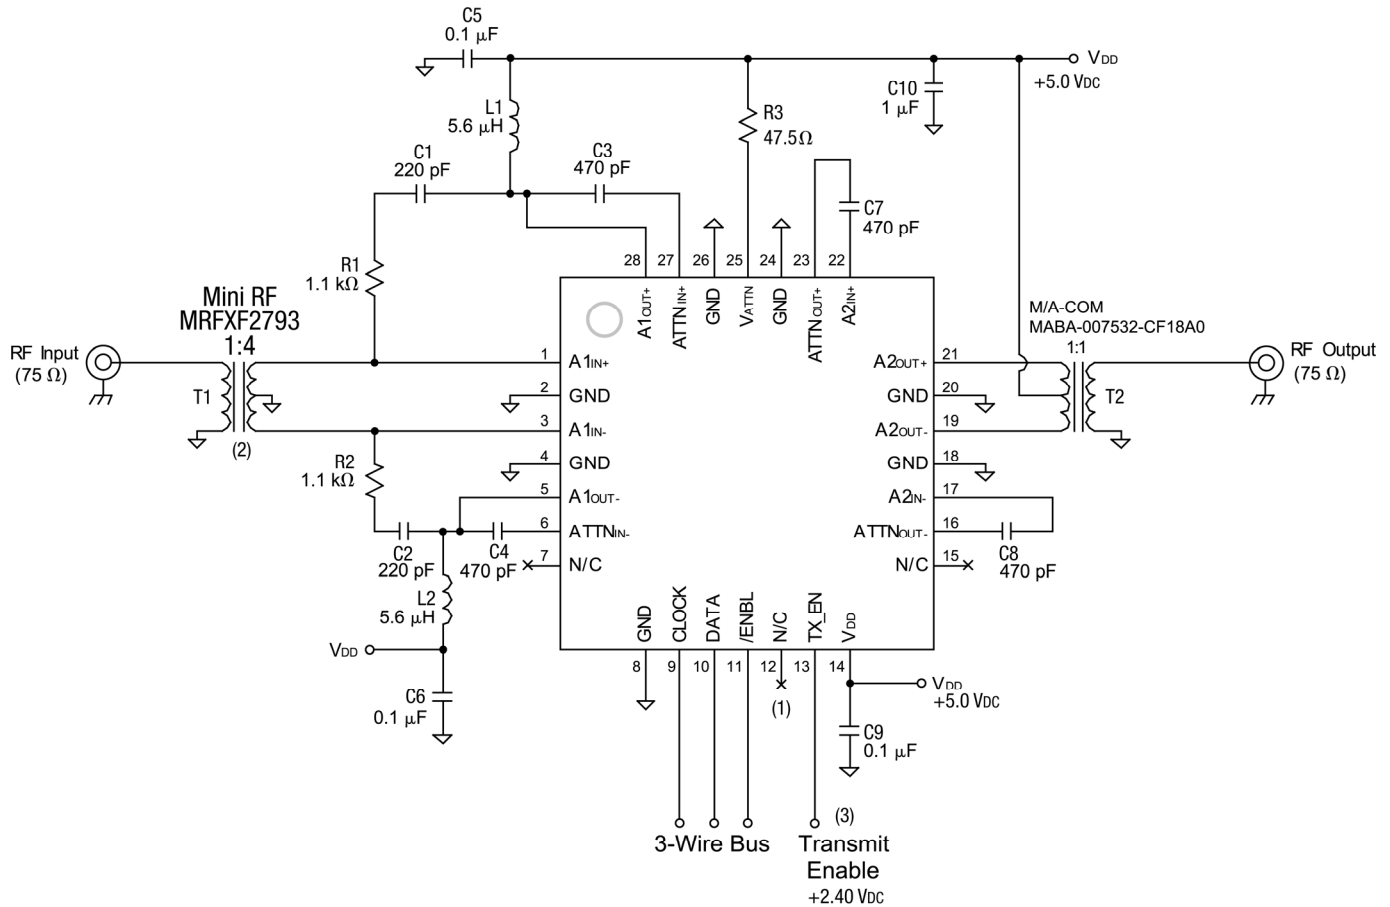 C5
0.1 µF
VDD
+5.0 VDC
C10
1 µF
L1
5.6 µH
R3
47.5Ω
C1
220 pF
C3
470 pF
C7
470 pF
R1
1.1 kΩ
28 27 26 25 24 23 22
A1OUT+
ATTNIN+
GND
VATTN
GND
ATTNOUT+
A2IN+
Mini RF
MRFXF2793
1:4
M/A-COM
MABA-007532-CF18A0
1:1
RF Input
(75 Ω)
RF Output
(75 Ω)
T1
(2)
T2
1 A1IN+
2 GND
3 A1IN-
4 GND
5 A1OUT-
6 ATTNIN-
7 N/C
A2OUT+ 21
GND 20
A2OUT- 19
GND 18
A2IN- 17
ATTNOUT- 16
N/C 15
R2
1.1 kΩ
C2
220 pF
C4
470 pF
C8
470 pF
L2
5.6 µH
VDD
C6
0.1 µF
GND
CLOCK
DATA
/ENBL
N/C
TX_EN
VDD
8 9 10 11 12 13 14
(1)
VDD
+5.0 VDC
C9
0.1 µF
(3)
3-Wire Bus
Transmit
Enable
+2.40 VDC